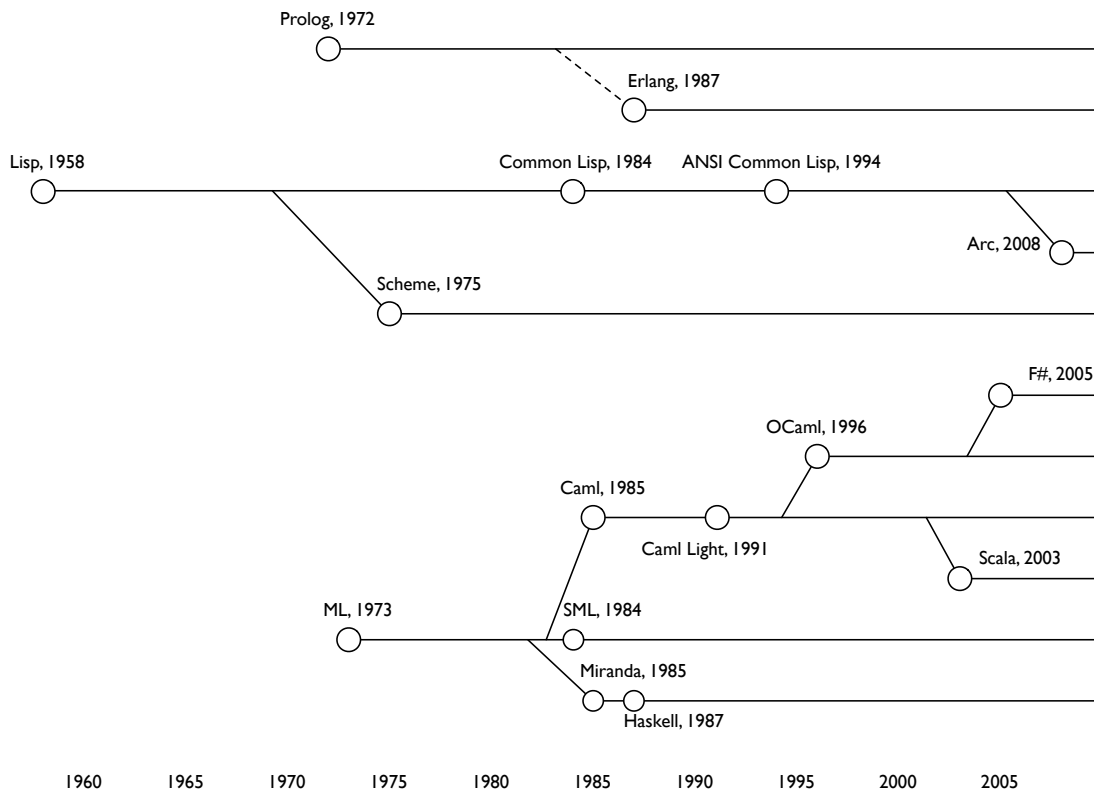 Prolog, 1972
Erlang, 1987
Lisp, 1958
Common Lisp, 1984
ANSI Common Lisp, 1994
Arc, 2008
Scheme, 1975
F#, 2005
OCaml, 1996
Caml, 1985
Caml Light, 1991
Scala, 2003
ML, 1973
SML, 1984
Miranda, 1985
Haskell, 1987
1960 1965 1970 1975 1980 1985 1990 1995 2000 2005